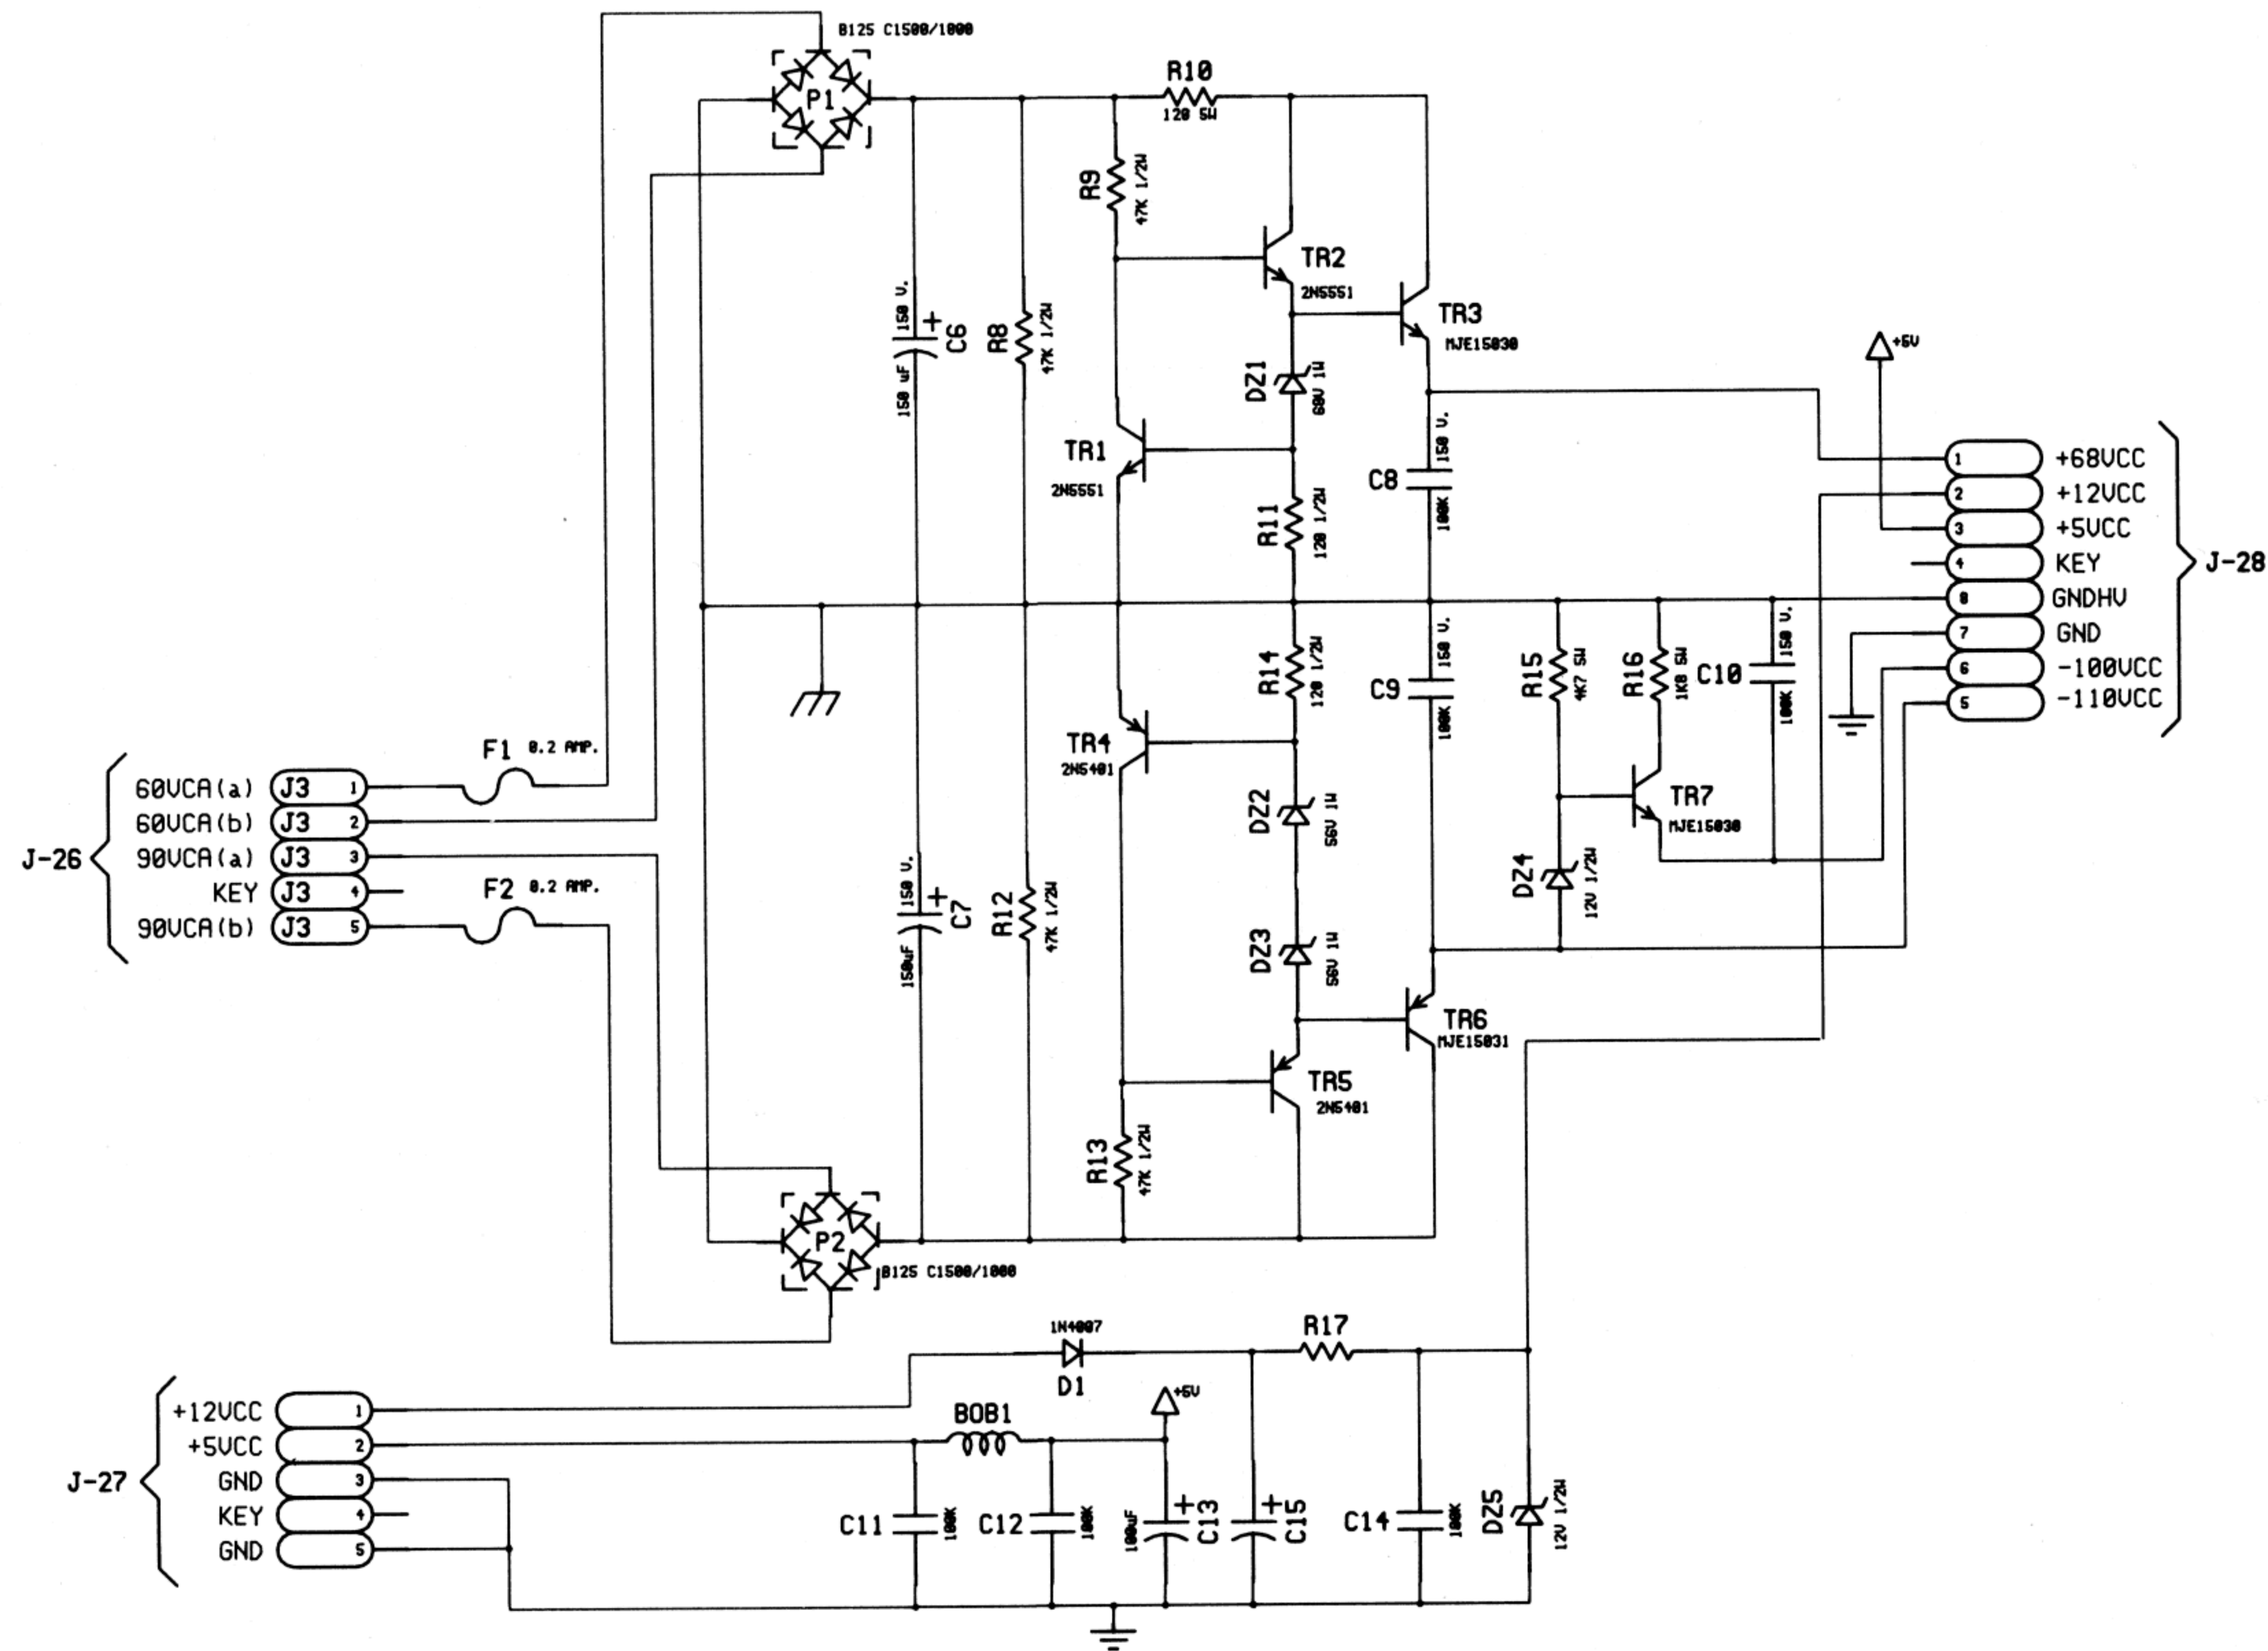 B125 C1500/1000
P1
R10
120 5W
R9
47K 1/2W
TR2
2N5551
TR3
MJE15030
150 V.
+
C6
150 uF
R8
47K 1/2W
DZ1
68V 1W
TR1
2N5551
R11
120 1/2W
150 V.
C8
100K
+5V
1 +68VCC
2 +12VCC
3 +5VCC
4 KEY
8 GNDHV
7 GND
6 -100VCC
5 -110VCC
J-28
R14
120 1/2W
150 V.
C9
100K
R15
4K7 5W
R16
1K8 5W
150 V.
C10
100K
TR4
2N5401
DZ2
56V 1W
TR7
MJE15030
DZ4
12V 1/2W
F1 0.2 AMP.
60VCA(a) J3 1
60VCA(b) J3 2
90VCA(a) J3 3
KEY J3 4
90VCA(b) J3 5
J-26
F2 0.2 AMP.
150 V.
+
C7
150uF
R12
47K 1/2W
DZ3
56V 1W
TR6
MJE15031
TR5
2N5401
R13
47K 1/2W
P2
B125 C1500/1000
1N4007
D1
R17
+12VCC 1
+5VCC 2
GND 3
KEY 4
GND 5
J-27
BOB1
+5V
C11
100K
C12
100K
100uF
+
C13
+
C15
C14
100K
DZ5
12V 1/2W